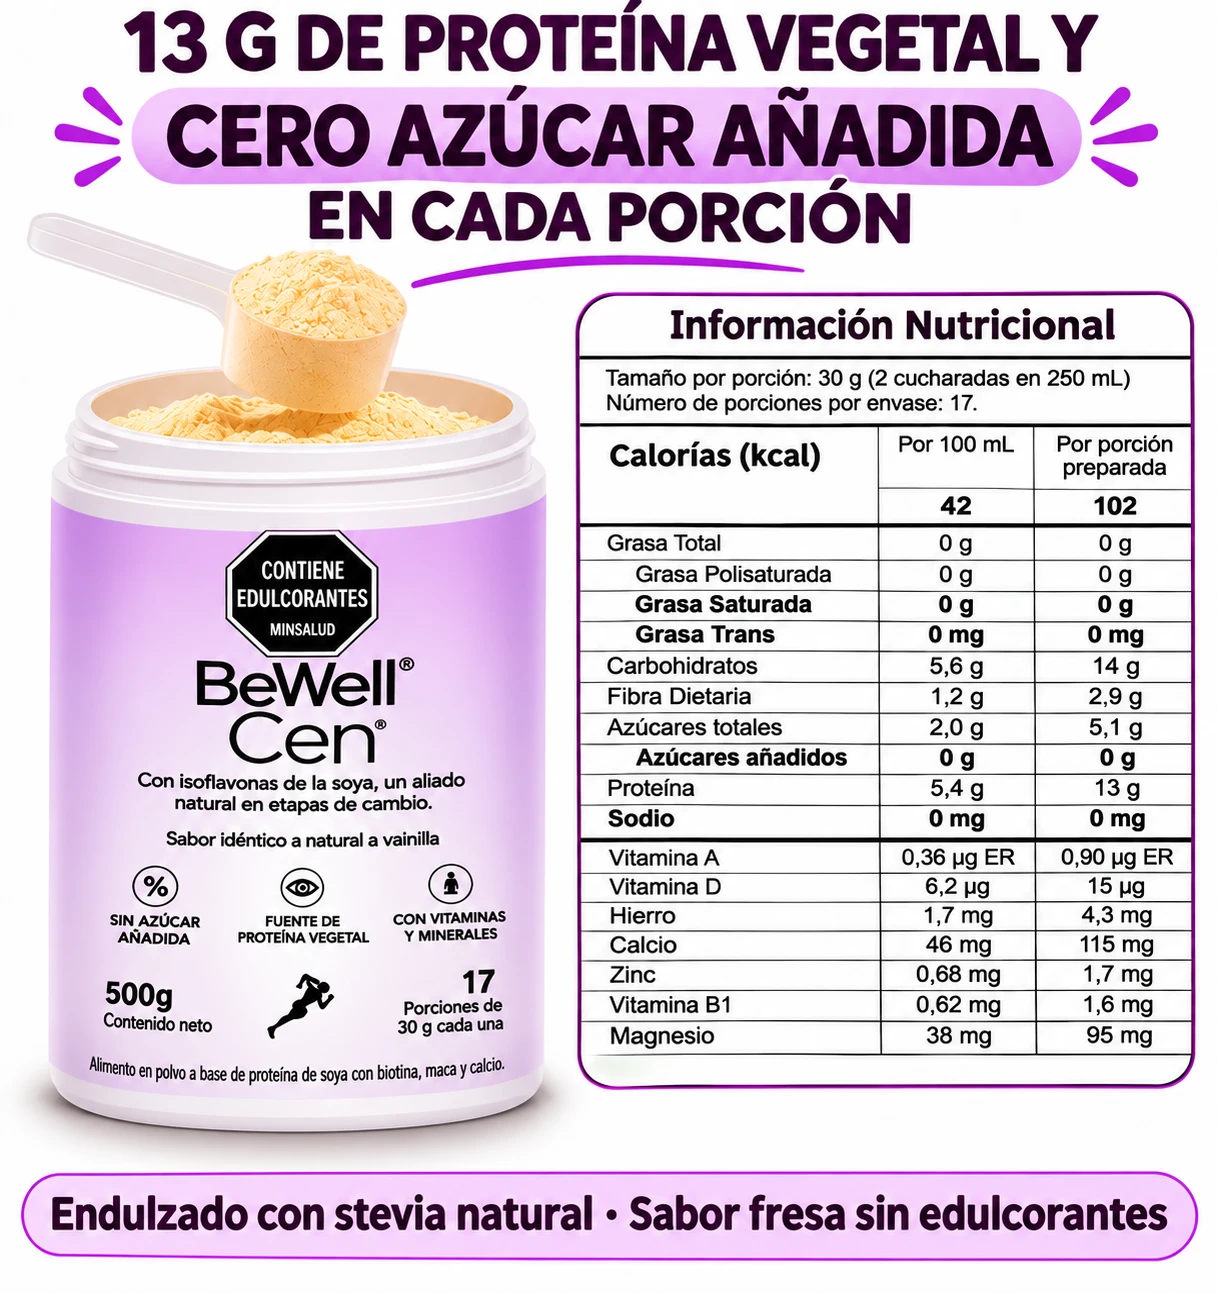 13 G DE PROTEÍNA VEGETAL Y
CERO AZÚCAR AÑADIDA
EN CADA PORCIÓN
CONTIENE
EDULCORANTES
MINSALUD
BeWell®
Cen®
Con isoflavonas de la soya, un aliado
natural en etapas de cambio.
Sabor idéntico a natural a vainilla
%
SIN AZÚCAR
AÑADIDA
FUENTE DE
PROTEÍNA VEGETAL
CON VITAMINAS
Y MINERALES
500g
Contenido neto
17
Porciones de
30 g cada una
Alimento en polvo a base de proteína de soya con biotina, maca y calcio.
Información Nutricional
Tamaño por porción: 30 g (2 cucharadas en 250 mL)
Número de porciones por envase: 17.
Calorías (kcal) Por 100 mL Por porción
preparada
42 102
Grasa Total 0 g 0 g
Grasa Polisaturada 0 g 0 g
Grasa Saturada 0 g 0 g
Grasa Trans 0 mg 0 mg
Carbohidratos 5,6 g 14 g
Fibra Dietaria 1,2 g 2,9 g
Azúcares totales 2,0 g 5,1 g
Azúcares añadidos 0 g 0 g
Proteína 5,4 g 13 g
Sodio 0 mg 0 mg
Vitamina A 0,36 µg ER 0,90 µg ER
Vitamina D 6,2 µg 15 µg
Hierro 1,7 mg 4,3 mg
Calcio 46 mg 115 mg
Zinc 0,68 mg 1,7 mg
Vitamina B1 0,62 mg 1,6 mg
Magnesio 38 mg 95 mg
Endulzado con stevia natural • Sabor fresa sin edulcorantes